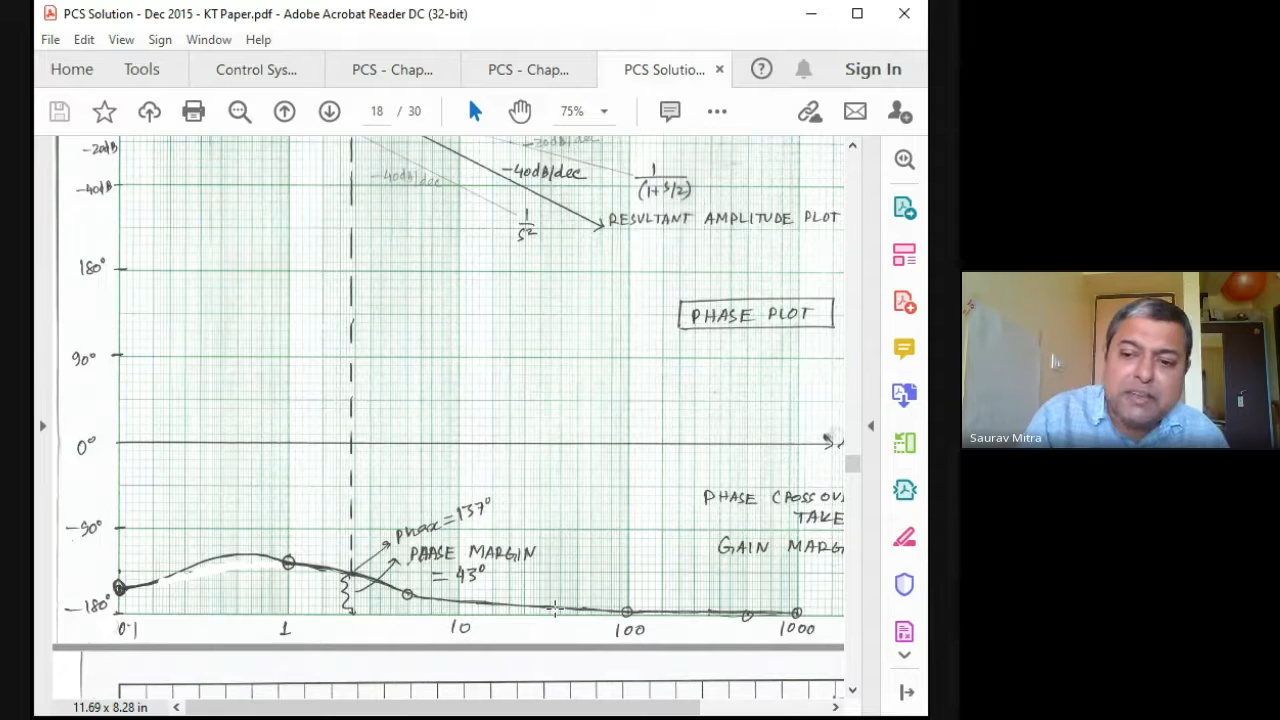 PCS Solution - Dec 2015 - KT Paper.pdf - Adobe Acrobat Reader DC (32-bit)
File Edit View Sign Window Help
Home Tools Control Sys... PCS - Chap... PCS - Chap... PCS Solutio... × Sign In
18 / 30 75%
-20dB
-20dB/dec
-40dB
-40dB/dec
-40dB/dec
1
(1+s/2)
1
s²
RESULTANT AMPLITUDE PLOT
180°
PHASE PLOT
90°
0°
PHASE CROSSOV
TAKE
-90°
GAIN MARG
Phax = 137°
PHASE MARGIN
= 43°
-180°
0.1 1 10 100 1000
11.69 x 8.28 in
Saurav Mitra